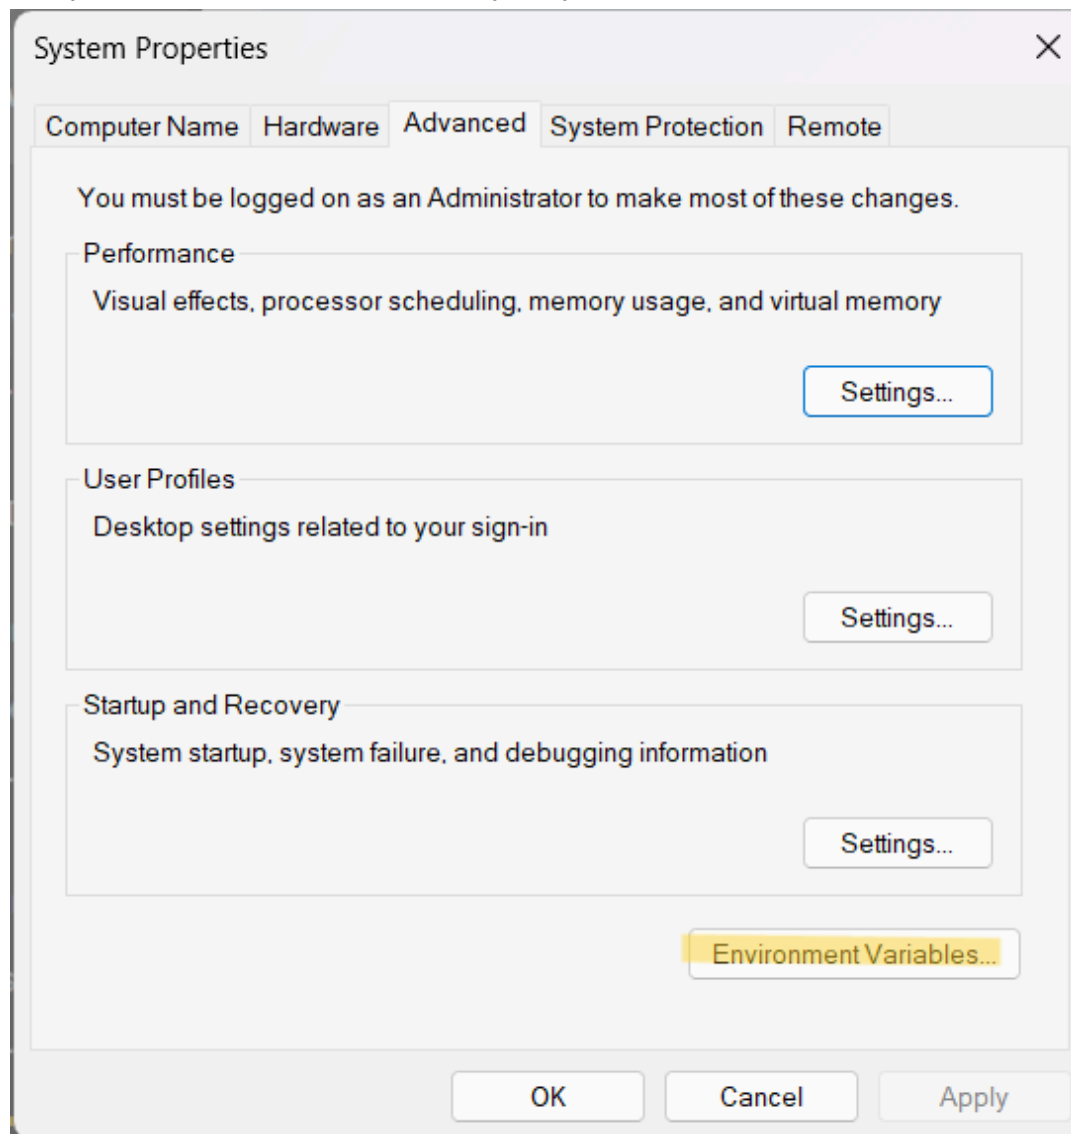 System Properties
Computer Name Hardware Advanced System Protection Remote
You must be logged on as an Administrator to make most of these changes.
Performance
Visual effects, processor scheduling, memory usage, and virtual memory
Settings...
User Profiles
Desktop settings related to your sign-in
Settings...
Startup and Recovery
System startup, system failure, and debugging information
Settings...
Environment Variables...
OK Cancel Apply